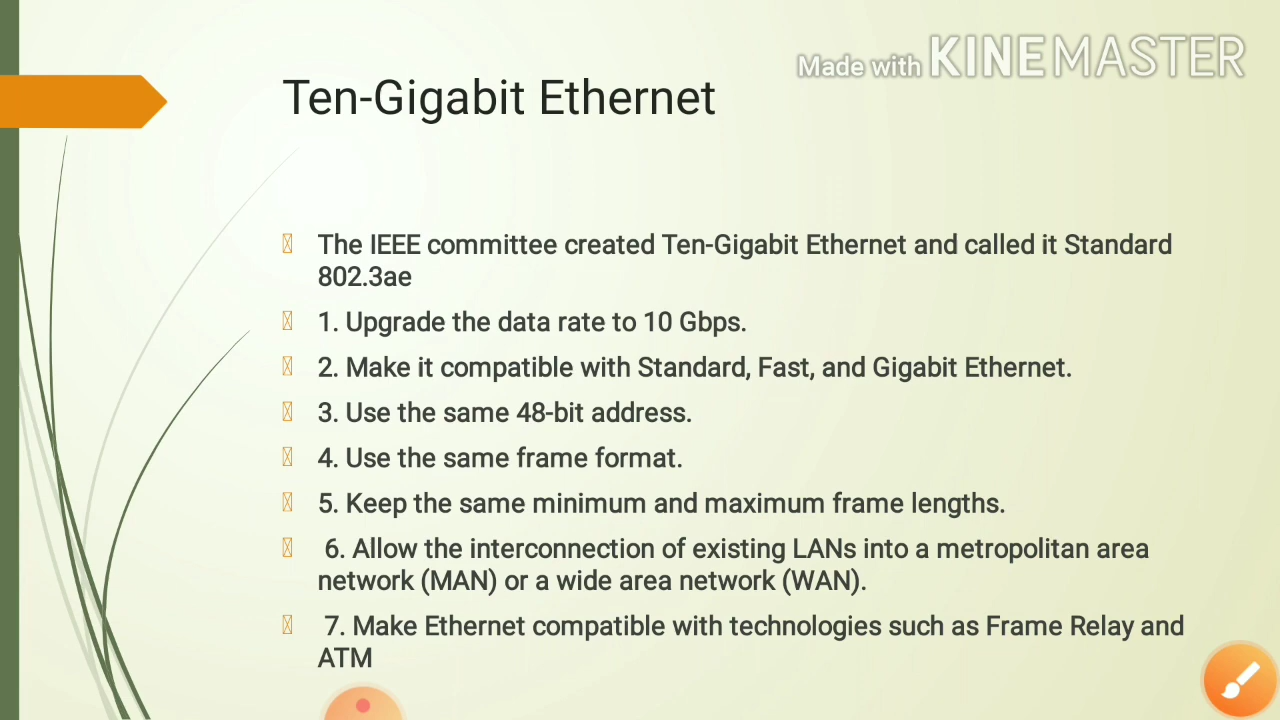 Made with KINEMASTER
Ten-Gigabit Ethernet
The IEEE committee created Ten-Gigabit Ethernet and called it Standard
802.3ae
1. Upgrade the data rate to 10 Gbps.
2. Make it compatible with Standard, Fast, and Gigabit Ethernet.
3. Use the same 48-bit address.
4. Use the same frame format.
5. Keep the same minimum and maximum frame lengths.
6. Allow the interconnection of existing LANs into a metropolitan area
network (MAN) or a wide area network (WAN).
7. Make Ethernet compatible with technologies such as Frame Relay and
ATM